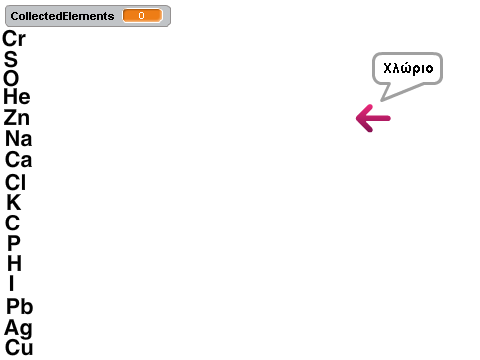 CollectedElements 0
Cr
S
O
He
Zn
Na
Ca
Cl
K
C
P
H
I
Pb
Ag
Cu
Χλώριο